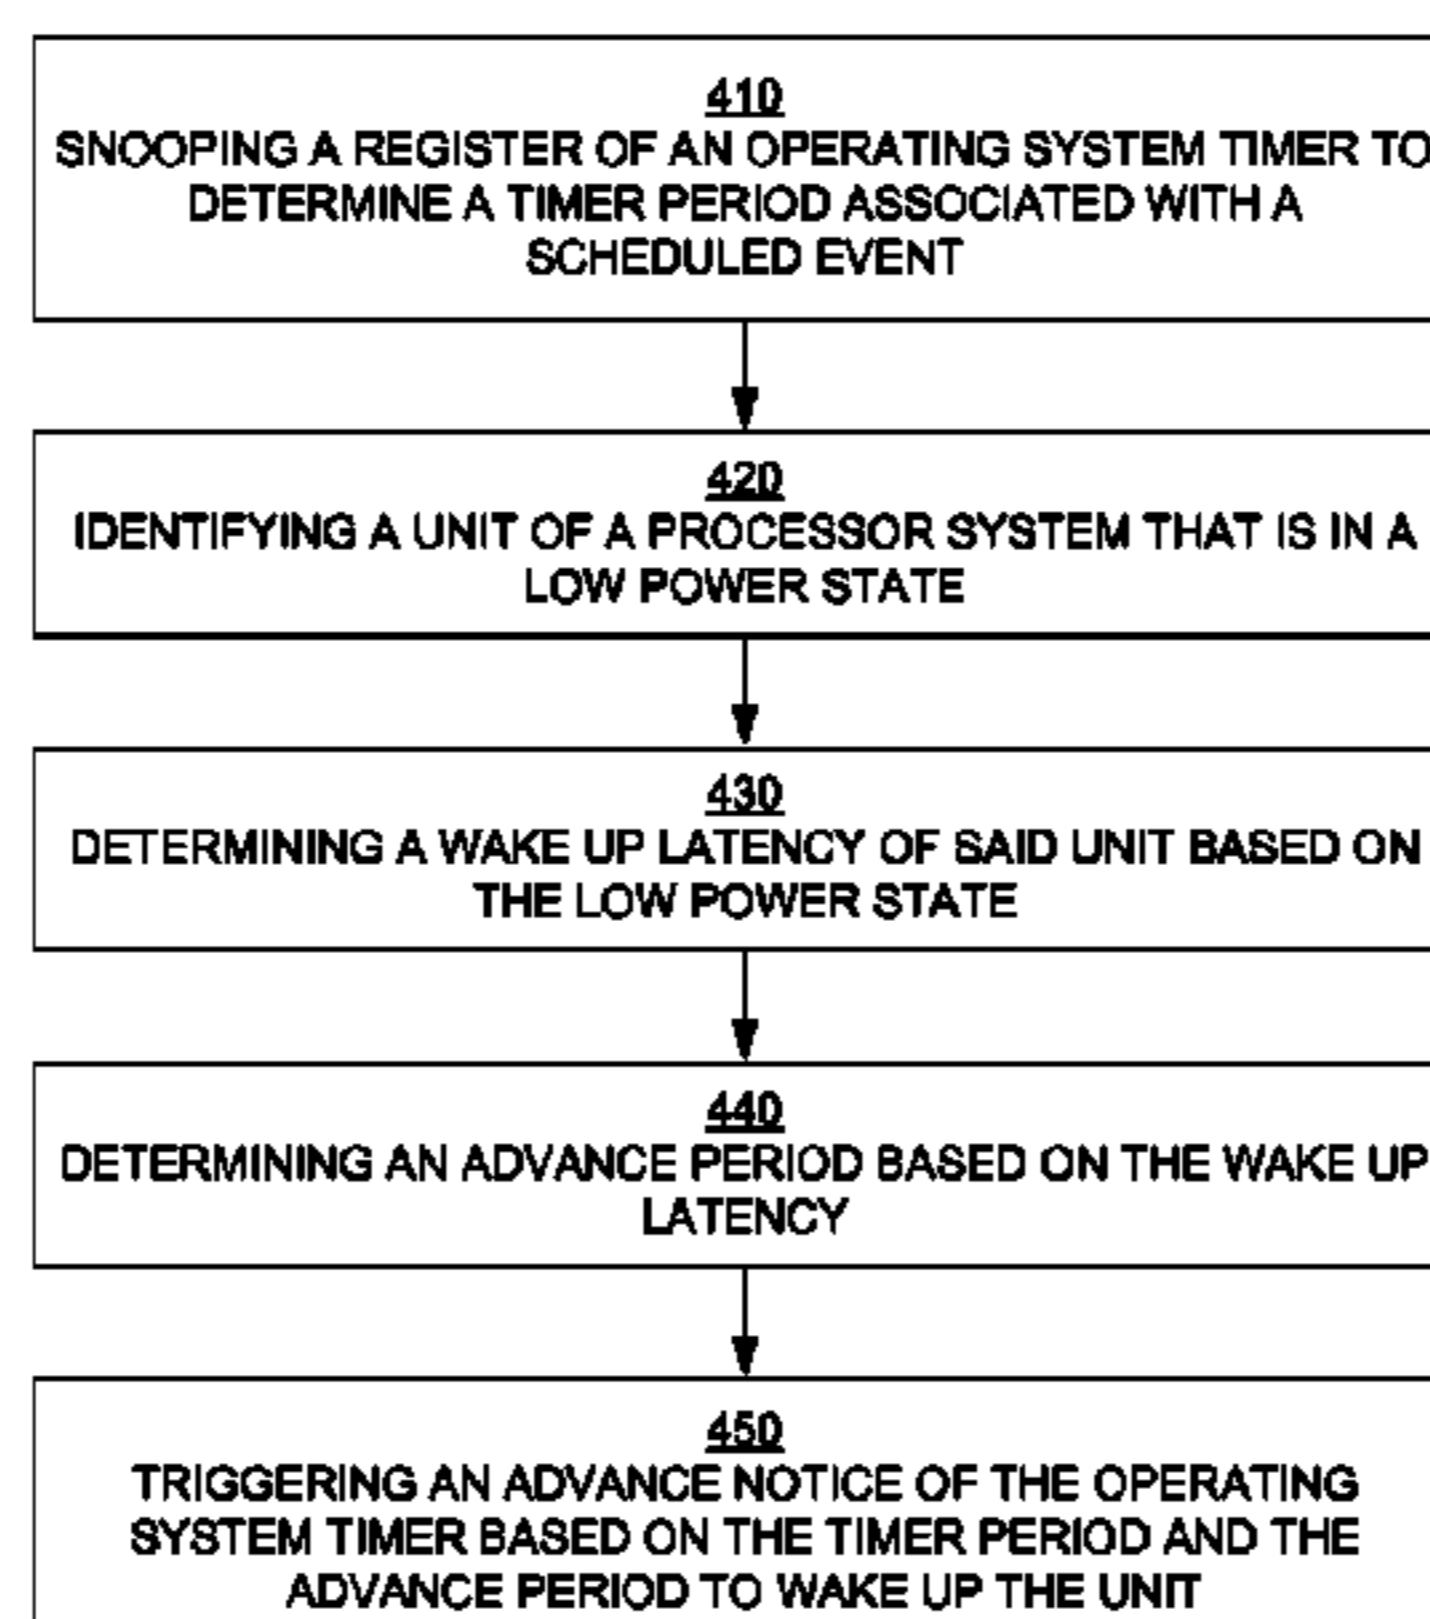 410
SNOOPING A REGISTER OF AN OPERATING SYSTEM TIMER TO
DETERMINE A TIMER PERIOD ASSOCIATED WITH A
SCHEDULED EVENT
420
IDENTIFYING A UNIT OF A PROCESSOR SYSTEM THAT IS IN A
LOW POWER STATE
430
DETERMINING A WAKE UP LATENCY OF SAID UNIT BASED ON
THE LOW POWER STATE
440
DETERMINING AN ADVANCE PERIOD BASED ON THE WAKE UP
LATENCY
450
TRIGGERING AN ADVANCE NOTICE OF THE OPERATING
SYSTEM TIMER BASED ON THE TIMER PERIOD AND THE
ADVANCE PERIOD TO WAKE UP THE UNIT